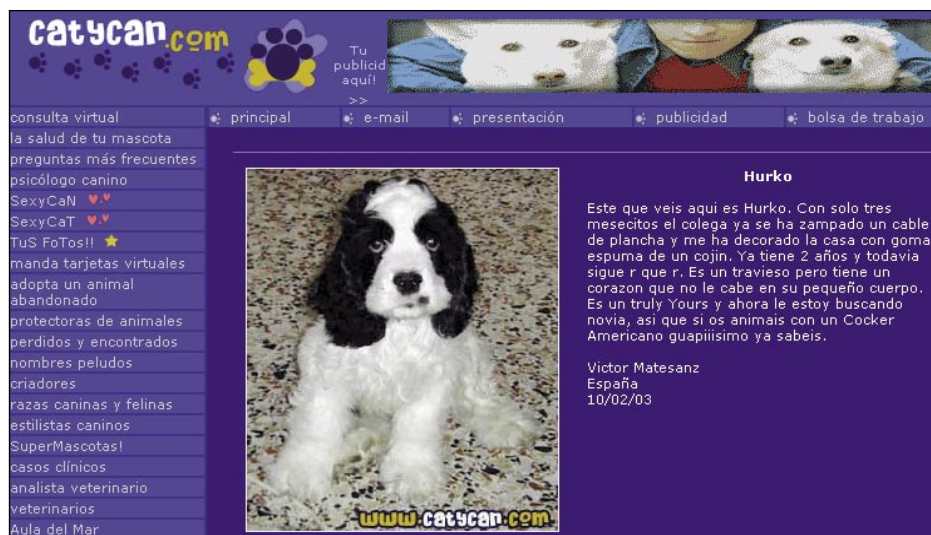 catycan.com
Tu
publicid
aquí!
>>
principal
e-mail
presentación
publicidad
bolsa de trabajo
consulta virtual
la salud de tu mascota
preguntas más frecuentes
psicólogo canino
SexyCaN
SexyCaT
TuS FoTos!!
manda tarjetas virtuales
adopta un animal
abandonado
protectoras de animales
perdidos y encontrados
nombres peludos
criadores
razas caninas y felinas
estilistas caninos
SuperMascotas!
casos clínicos
analista veterinario
veterinarios
Aula del Mar
Hurko
Este que veis aqui es Hurko. Con solo tres
mesecitos el colega ya se ha zampado un cable
de plancha y me ha decorado la casa con goma
espuma de un cojin. Ya tiene 2 años y todavia
sigue r que r. Es un travieso pero tiene un
corazon que no le cabe en su pequeño cuerpo.
Es un truly Yours y ahora le estoy buscando
novia, asi que si os animais con un Cocker
Americano guapiiisimo ya sabeis.
Victor Matesanz
España
10/02/03
www.catycan.com